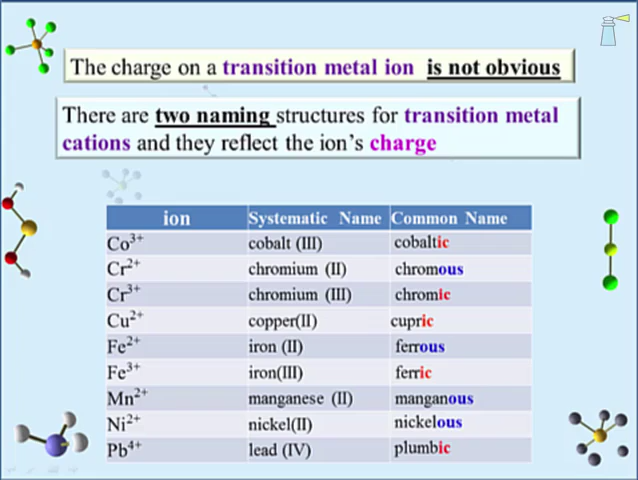 The charge on a transition metal ion is not obvious
There are two naming structures for transition metal
cations and they reflect the ion's charge
ion Systematic Name Common Name
Co³⁺ cobalt (III) cobaltic
Cr²⁺ chromium (II) chromous
Cr³⁺ chromium (III) chromic
Cu²⁺ copper(II) cupric
Fe²⁺ iron (II) ferrous
Fe³⁺ iron(III) ferric
Mn²⁺ manganese (II) manganous
Ni²⁺ nickel(II) nickelous
Pb⁴⁺ lead (IV) plumbic